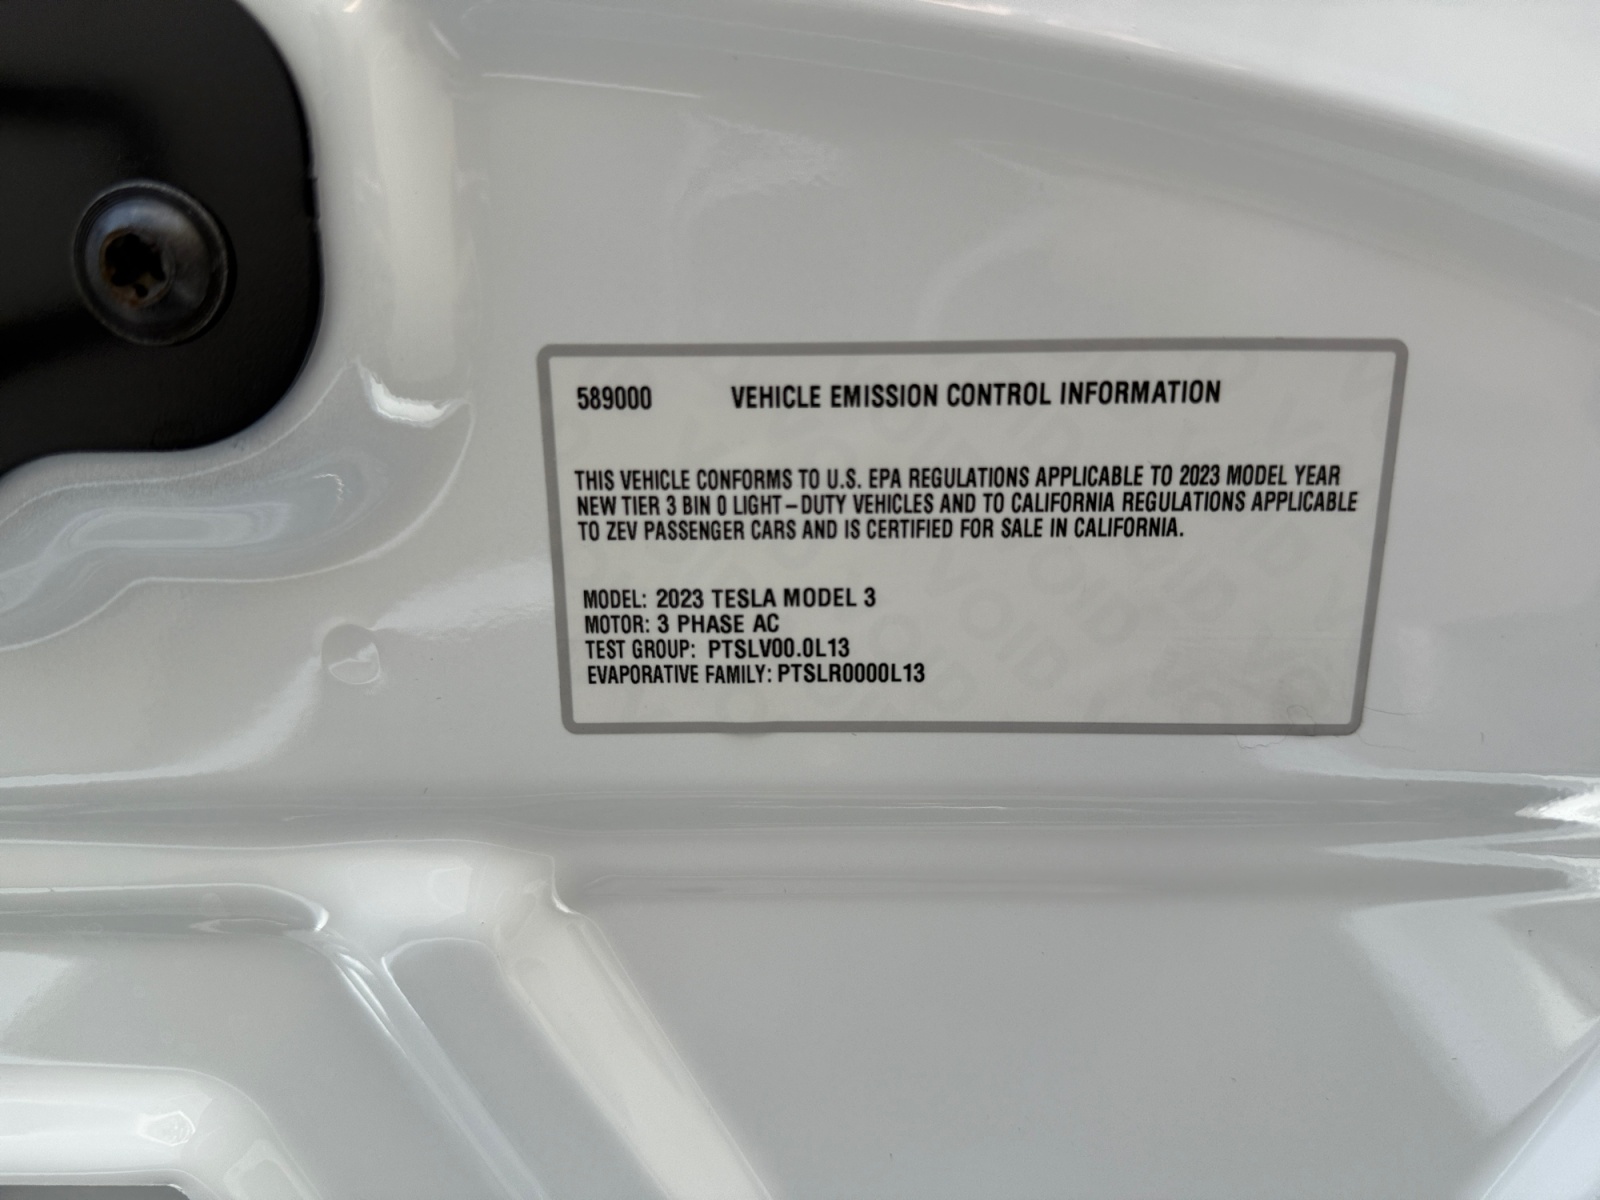 589000 VEHICLE EMISSION CONTROL INFORMATION
THIS VEHICLE CONFORMS TO U.S. EPA REGULATIONS APPLICABLE TO 2023 MODEL YEAR
NEW TIER 3 BIN 0 LIGHT-DUTY VEHICLES AND TO CALIFORNIA REGULATIONS APPLICABLE
TO ZEV PASSENGER CARS AND IS CERTIFIED FOR SALE IN CALIFORNIA.
MODEL: 2023 TESLA MODEL 3
MOTOR: 3 PHASE AC
TEST GROUP: PTSLV00.0L13
EVAPORATIVE FAMILY: PTSLR0000L13